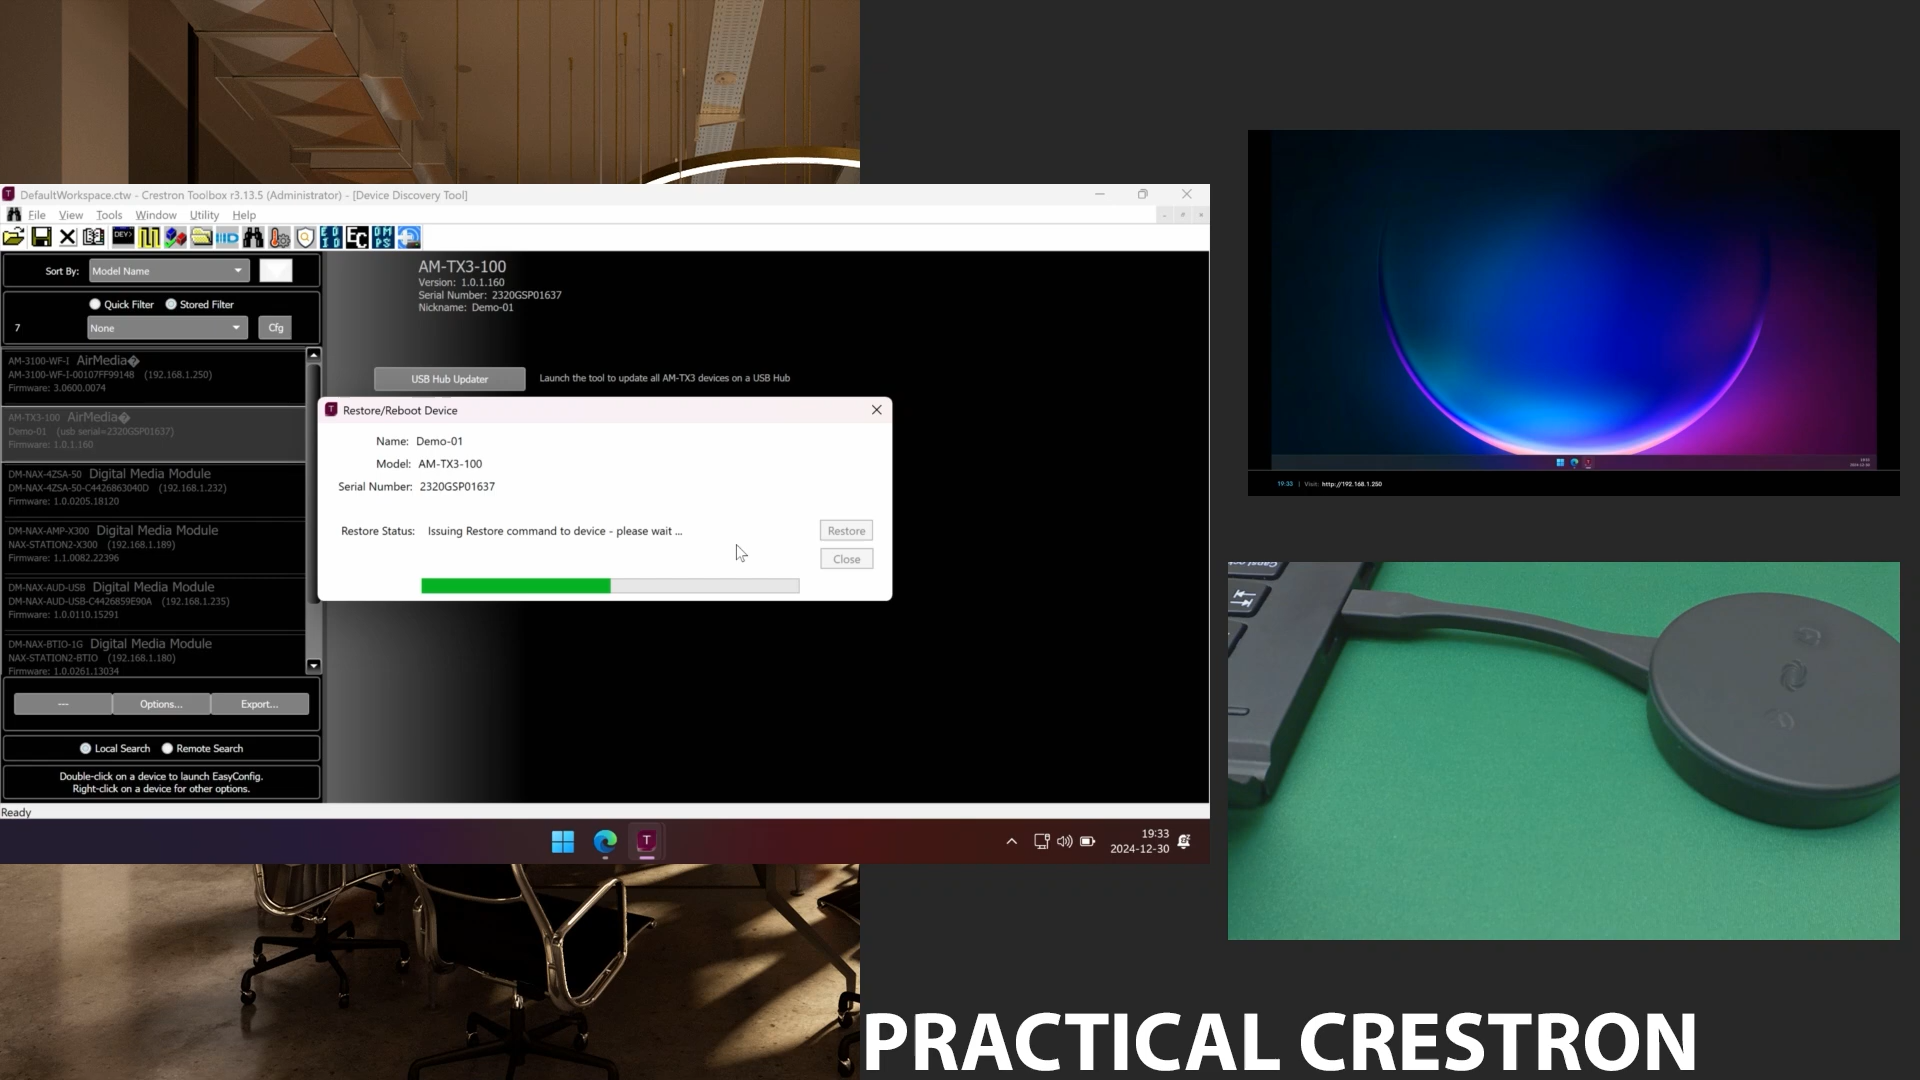 DefaultWorkspace.ctw - Crestron Toolbox r3.13.5 (Administrator) - [Device Discovery Tool]
File View Tools Window Utility Help
Sort By: Model Name
Quick Filter Stored Filter
7 None Cfg
AM-3100-WF-I AirMedia�
AM-3100-WF-I-00107FF99148 (192.168.1.250)
Firmware: 3.0600.0074
AM-TX3-100 AirMedia�
Demo-01 (usb serial=2320GSP01637)
Firmware: 1.0.1.160
DM-NAX-4ZSA-50 Digital Media Module
DM-NAX-4ZSA-50-C4426863040D (192.168.1.232)
Firmware: 1.0.0205.18120
DM-NAX-AMP-X300 Digital Media Module
NAX-STATION2-X300 (192.168.1.189)
Firmware: 1.1.0082.22396
DM-NAX-AUD-USB Digital Media Module
DM-NAX-AUD-USB-C4426859E90A (192.168.1.235)
Firmware: 1.0.0110.15291
DM-NAX-BTIO-1G Digital Media Module
NAX-STATION2-BTIO (192.168.1.180)
Firmware: 1.0.0261.13034
--- Options... Export...
Local Search Remote Search
Double-click on a device to launch EasyConfig.
Right-click on a device for other options.
Ready
AM-TX3-100
Version: 1.0.1.160
Serial Number: 2320GSP01637
Nickname: Demo-01
USB Hub Updater Launch the tool to update all AM-TX3 devices on a USB Hub
Restore/Reboot Device
Name: Demo-01
Model: AM-TX3-100
Serial Number: 2320GSP01637
Restore Status: Issuing Restore command to device - please wait ...
Restore
Close
19:33
2024-12-30
19:33 | Visit: http://192.168.1.250
PRACTICAL CRESTRON